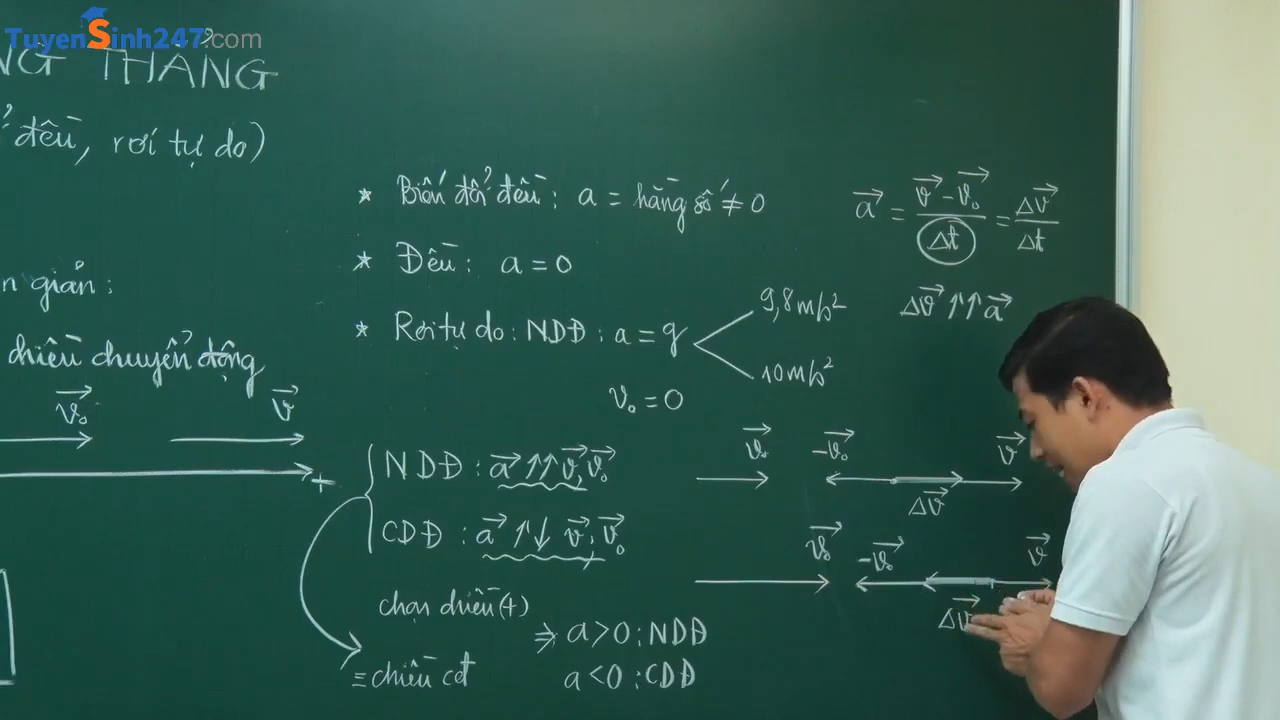 TuyenSinh247.com
NG THẲNG
đều, rơi tự do)
n giản:
chiều chuyển động
v₀→ v→
+
* Biến đổi đều: a = hằng số ≠ 0
* Đều: a = 0
* Rơi tự do: NDĐ: a = g < 9,8 m/s²
10 m/s²
v₀ = 0
NDĐ: a→ ↑↑ v→, v₀→
CDĐ: a→ ↑↓ v→, v₀→
chọn chiều (+)
≡ chiều cđ
⇒ a > 0: NDĐ
a < 0: CDĐ
a→ = (v→ - v₀→)/Δt = Δv→/Δt
Δv→ ↑↑ a→
v₀→ -v₀→ v→
Δv→
v₀→ -v₀→ v→
Δv→